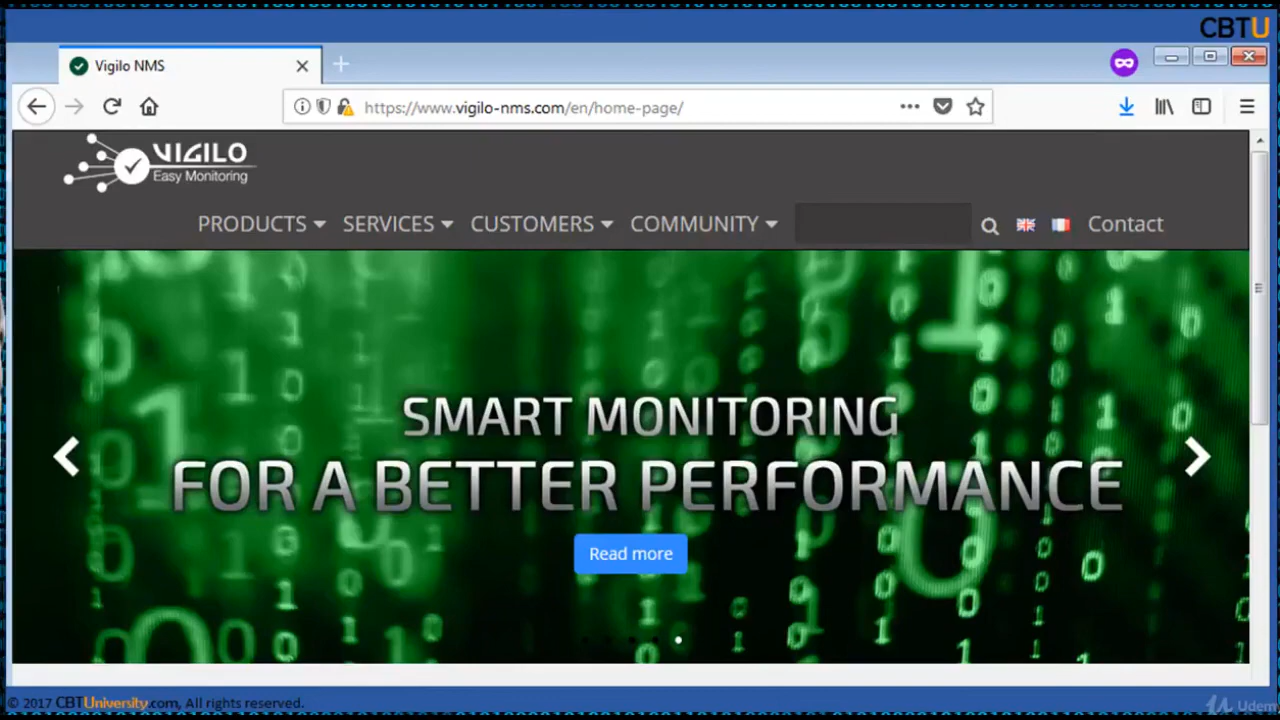 CBTU
Vigilo NMS
https://www.vigilo-nms.com/en/home-page/
VIGILO
Easy Monitoring
PRODUCTS SERVICES CUSTOMERS COMMUNITY Contact
SMART MONITORING
FOR A BETTER PERFORMANCE
Read more
© 2017 CBTUniversity.com, All rights reserved.